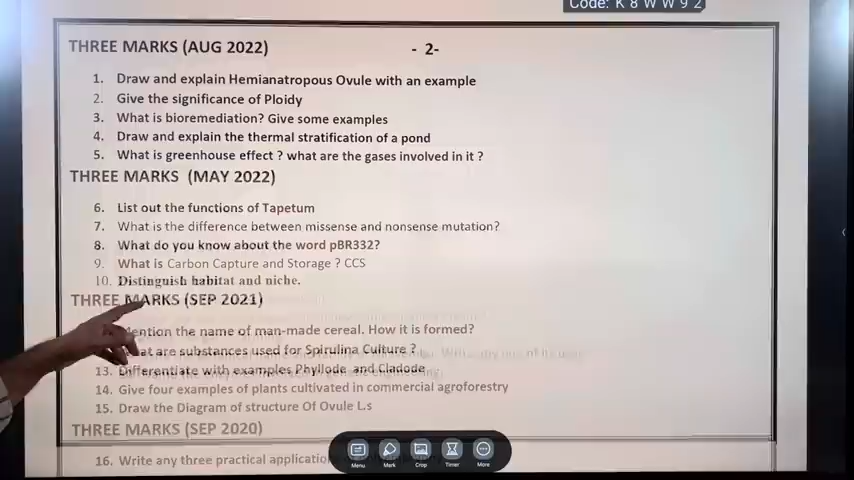 Code: K 8 W W 9 2
THREE MARKS (AUG 2022) - 2-
1. Draw and explain Hemianatropous Ovule with an example
2. Give the significance of Ploidy
3. What is bioremediation? Give some examples
4. Draw and explain the thermal stratification of a pond
5. What is greenhouse effect ? what are the gases involved in it ?
THREE MARKS (MAY 2022)
6. List out the functions of Tapetum
7. What is the difference between missense and nonsense mutation?
8. What do you know about the word pBR332?
9. What is Carbon Capture and Storage ? CCS
10. Distinguish habitat and niche.
THREE MARKS (SEP 2021)
Mention the name of man-made cereal. How it is formed?
are substances used for Spirulina Culture ?
13. Differentiate with examples Phyllode and Cladode
14. Give four examples of plants cultivated in commercial agroforestry
15. Draw the Diagram of structure Of Ovule L.s
THREE MARKS (SEP 2020)
16. Write any three practical
Menu Mark Crop Timer More